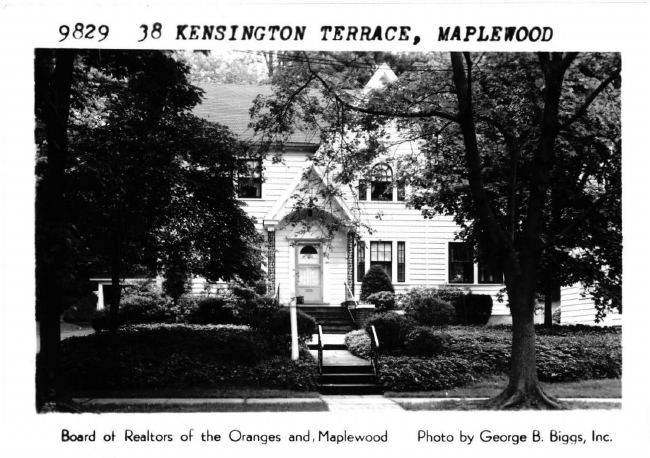 9829 38 KENSINGTON TERRACE, MAPLEWOOD
Board of Realtors of the Oranges and, Maplewood Photo by George B. Biggs, Inc.